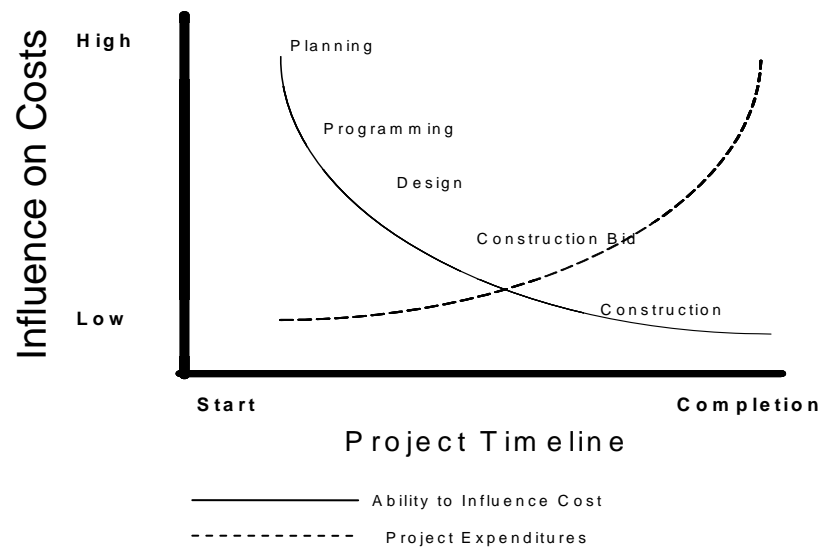 High
Planning
Programming
Design
Construction Bid
Construction
Low
Influence on Costs
Start
Completion
Project Timeline
Ability to Influence Cost
Project Expenditures